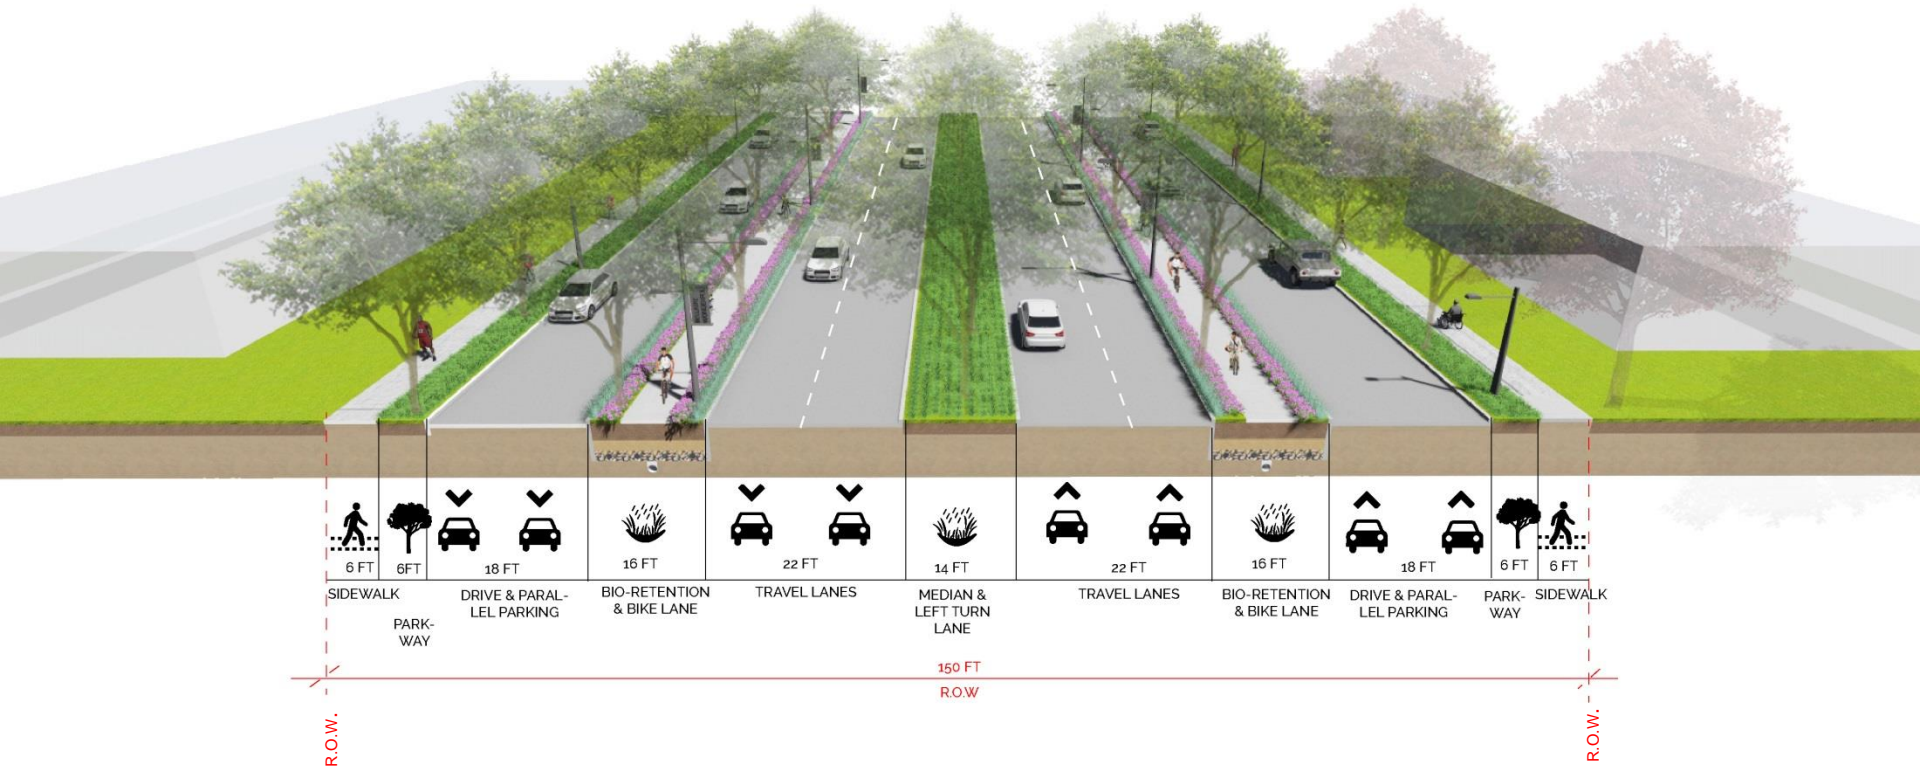 6 FT
6FT
18 FT
16 FT
22 FT
14 FT
22 FT
16 FT
18 FT
6 FT
6 FT
SIDEWALK
PARK-
WAY
DRIVE & PARAL-
LEL PARKING
BIO-RETENTION
& BIKE LANE
TRAVEL LANES
MEDIAN &
LEFT TURN
LANE
TRAVEL LANES
BIO-RETENTION
& BIKE LANE
DRIVE & PARAL-
LEL PARKING
PARK-
WAY
SIDEWALK
150 FT
R.O.W
R.O.W.
R.O.W.